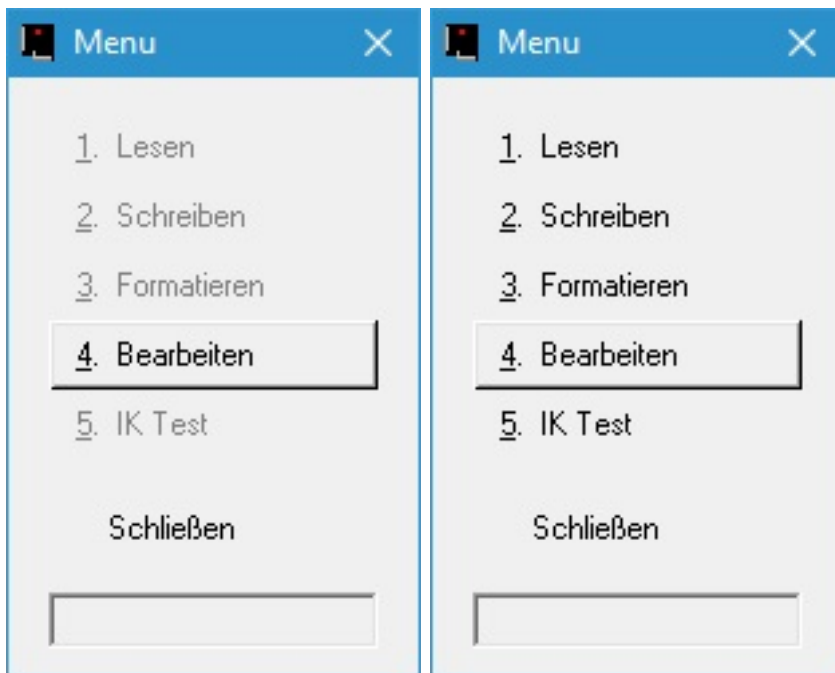 Menu
1. Lesen
2. Schreiben
3. Formatieren
4. Bearbeiten
5. IK Test
Schließen
Menu
1. Lesen
2. Schreiben
3. Formatieren
4. Bearbeiten
5. IK Test
Schließen